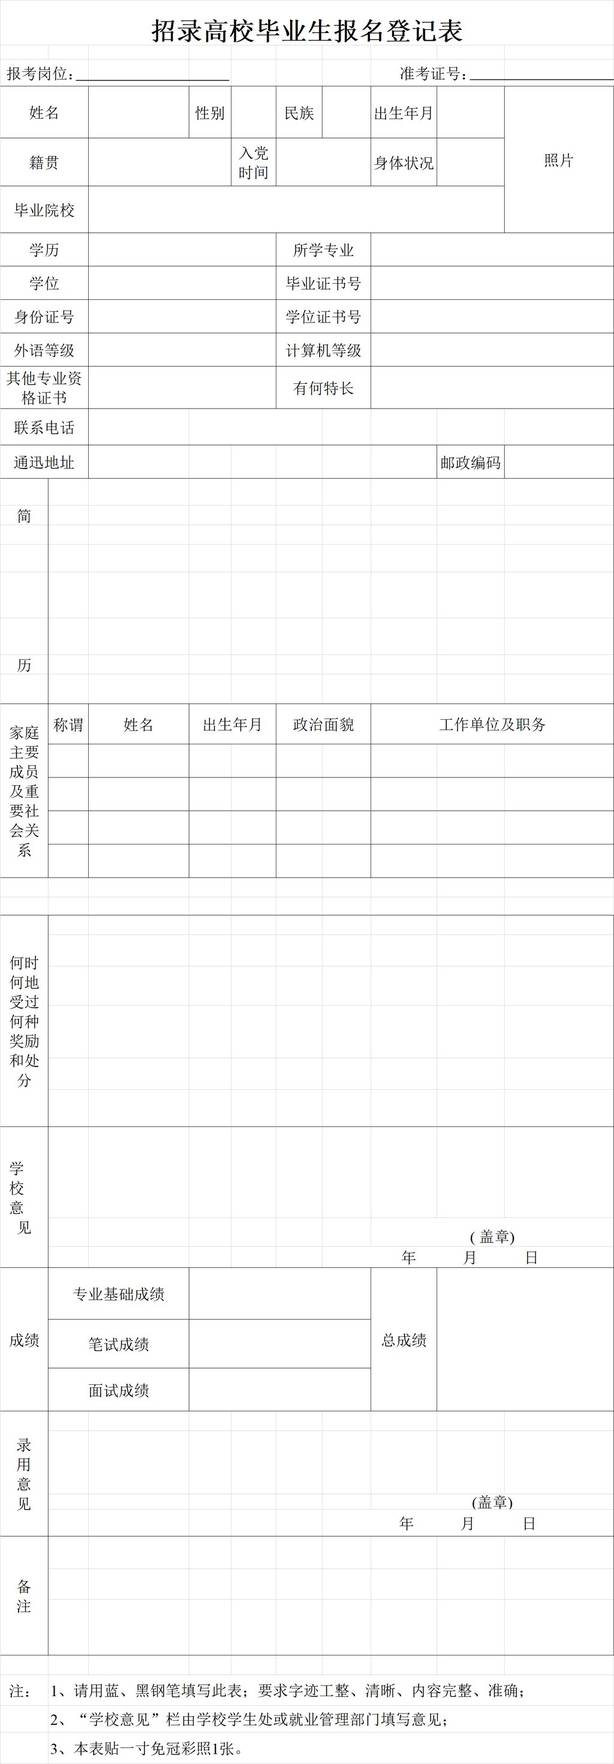 招录高校毕业生报名登记表
报考岗位: 准考证号:
姓名 性别 民族 出生年月 照片
籍贯 入党时间 身体状况
毕业院校
学历 所学专业
学位 毕业证书号
身份证号 学位证书号
外语等级 计算机等级
其他专业资格证书 有何特长
联系电话
通迅地址 邮政编码
简
历
家庭主要成员及重要社会关系 称谓 姓名 出生年月 政治面貌 工作单位及职务
何时何地受过何种奖励和处分
学校意见
( 盖章)
年 月 日
成绩 专业基础成绩 总成绩
笔试成绩
面试成绩
录用意见
(盖章)
年 月 日
备注
注: 1、请用蓝、黑钢笔填写此表；要求字迹工整、清晰、内容完整、准确；
2、“学校意见”栏由学校学生处或就业管理部门填写意见；
3、本表贴一寸免冠彩照1张。